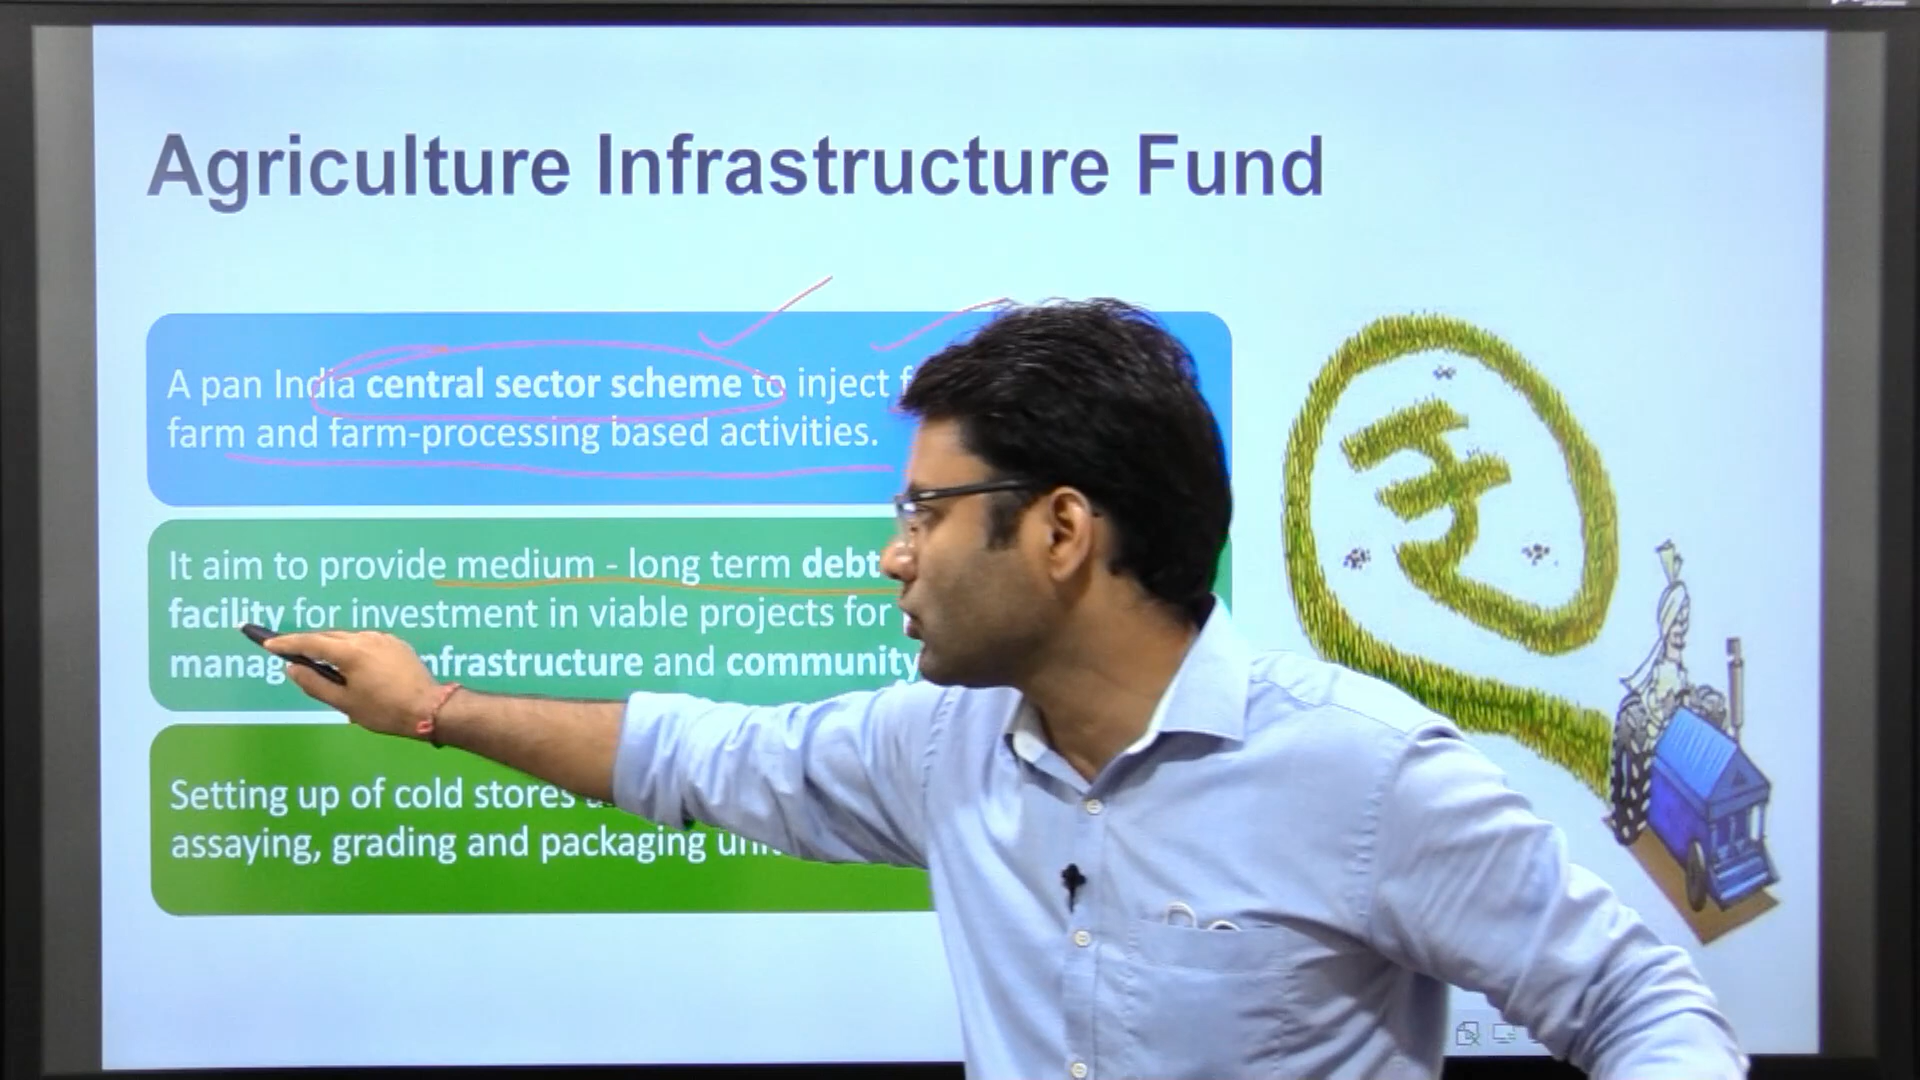 Agriculture Infrastructure Fund
A pan India central sector scheme to inject
farm and farm-processing based activities.
It aim to provide medium - long term debt
facility for investment in viable projects for
and community
Setting up of cold stores
assaying, grading and packaging